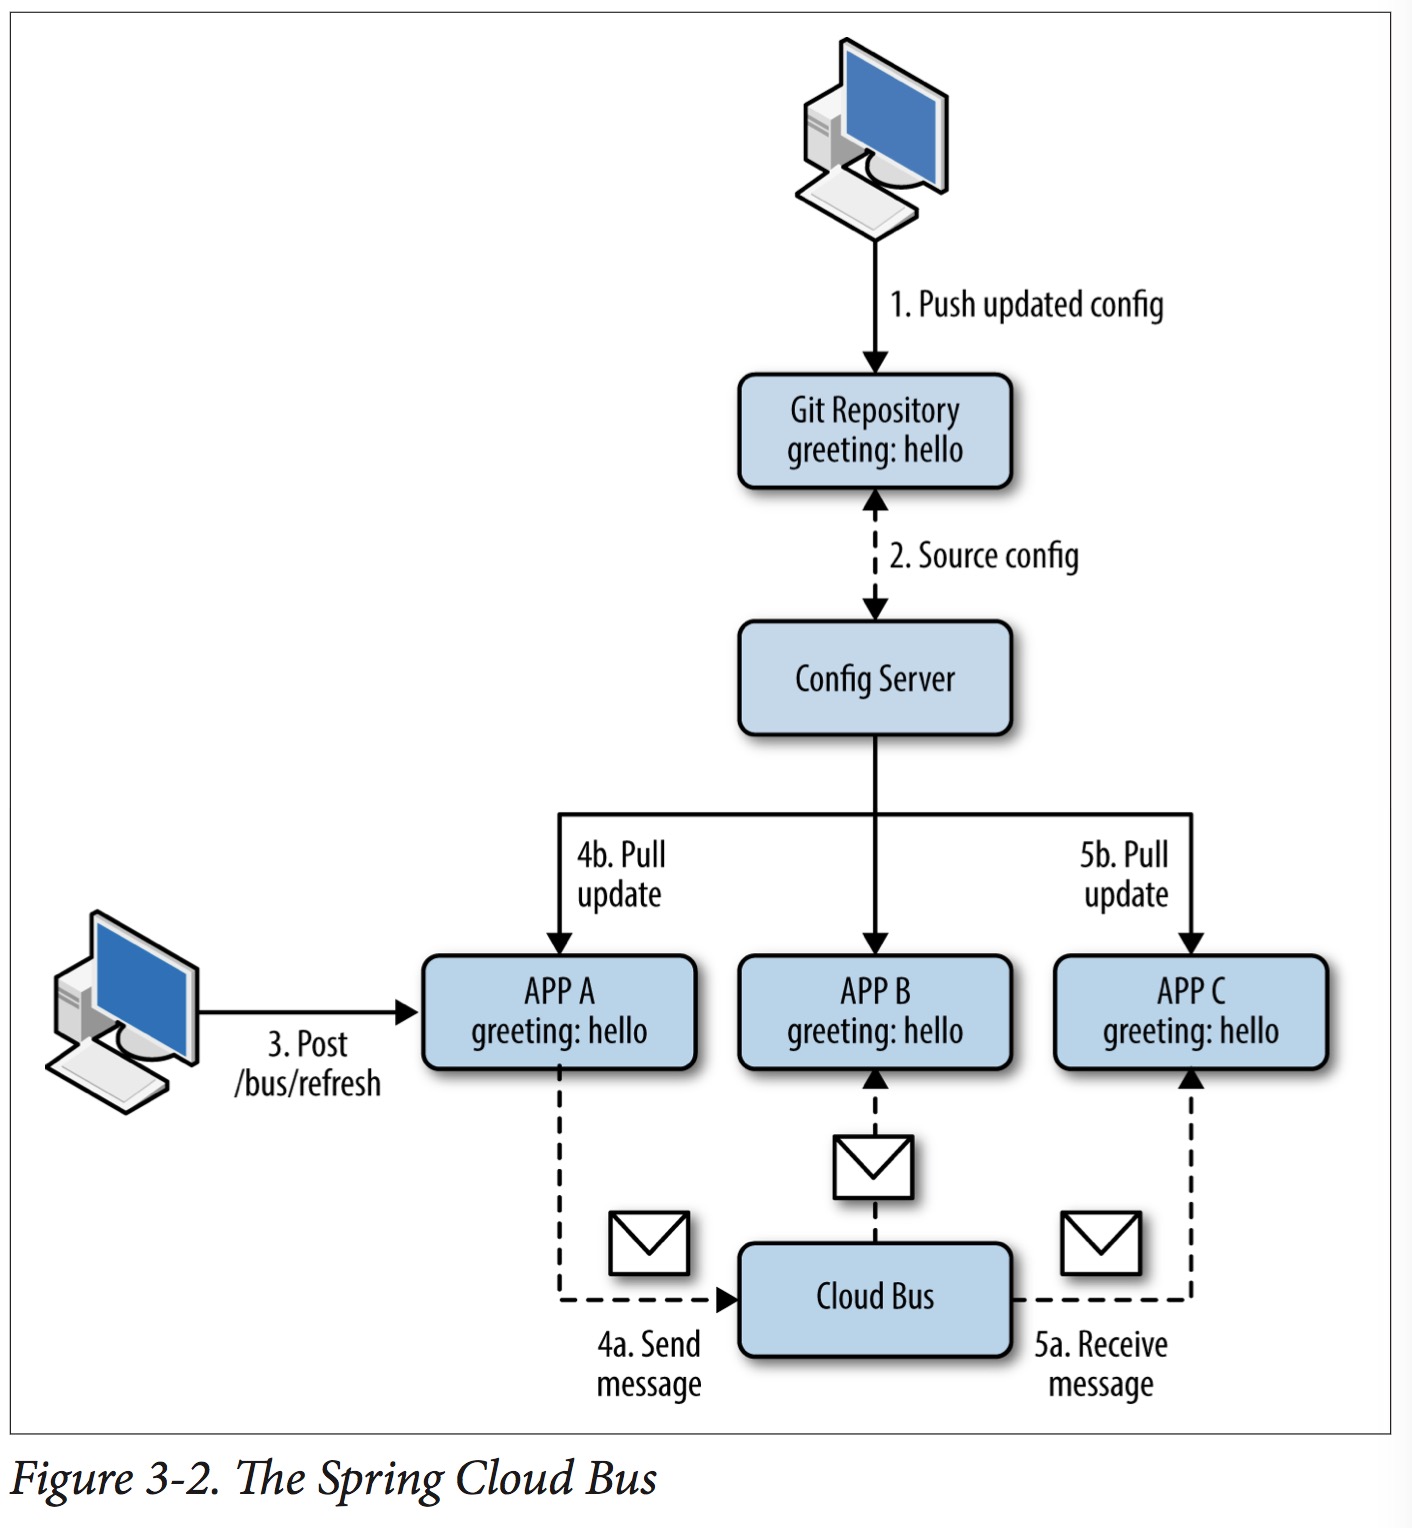 1. Push updated config
Git Repository
greeting: hello
2. Source config
Config Server
4b. Pull
update
5b. Pull
update
APP A
greeting: hello
APP B
greeting: hello
APP C
greeting: hello
3. Post
/bus/refresh
Cloud Bus
4a. Send
message
5a. Receive
message
Figure 3-2. The Spring Cloud Bus